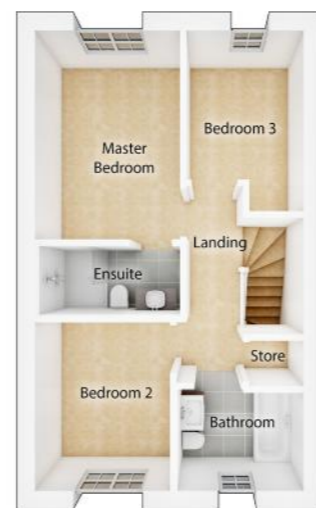 Bedroom 3
Master
Bedroom
Landing
Ensuite
Store
Bedroom 2
Bathroom